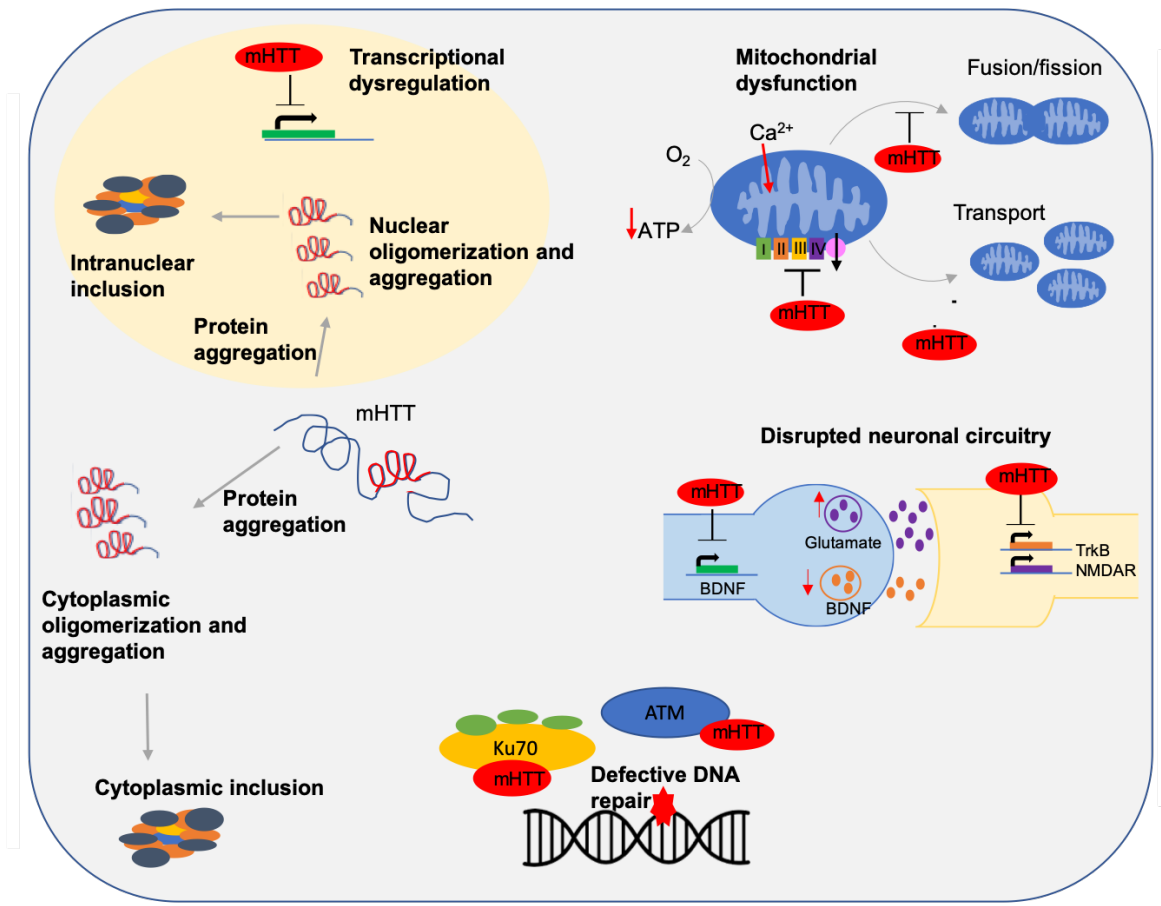 mHTT
Transcriptional
dysregulation
Intranuclear
inclusion
Nuclear
oligomerization and
aggregation
Protein
aggregation
mHTT
Protein
aggregation
Cytoplasmic
oligomerization and
aggregation
Cytoplasmic inclusion
Mitochondrial
dysfunction
Fusion/fission
Ca²⁺
O₂
mHTT
ATP
I II III IV
mHTT
Transport
mHTT
Disrupted neuronal circuitry
mHTT
mHTT
Glutamate
BDNF
BDNF
TrkB
NMDAR
ATM
mHTT
Ku70
mHTT
Defective DNA
repair